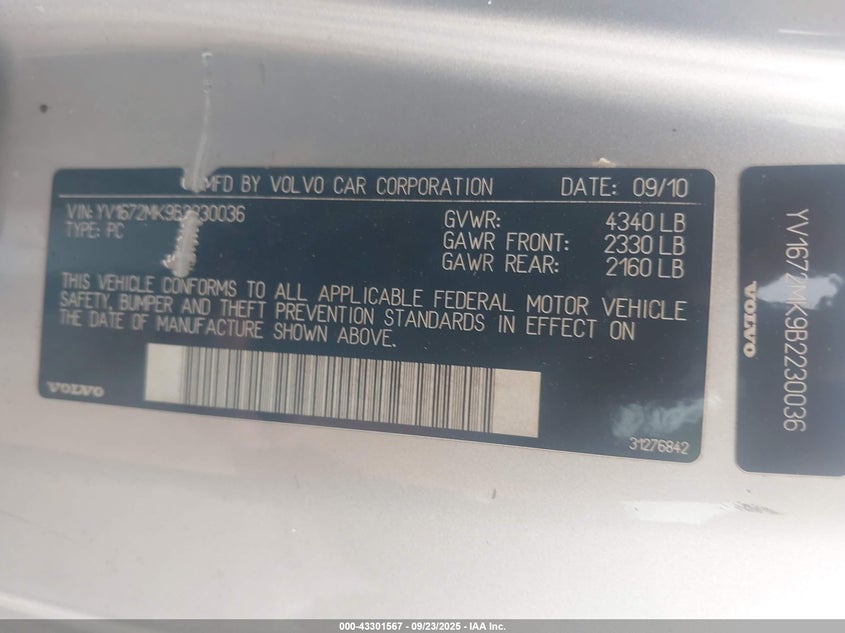 MFD BY VOLVO CAR CORPORATION DATE: 09/10
VIN: YV1672MK9B2230036
TYPE: PC
GVWR: 4340 LB
GAWR FRONT: 2330 LB
GAWR REAR: 2160 LB
THIS VEHICLE CONFORMS TO ALL APPLICABLE FEDERAL MOTOR VEHICLE
SAFETY, BUMPER AND THEFT PREVENTION STANDARDS IN EFFECT ON
THE DATE OF MANUFACTURE SHOWN ABOVE.
VOLVO
31276842
YV1672MK9B2230036
VOLVO
000-43301567 - 09/23/2025 - IAA Inc.